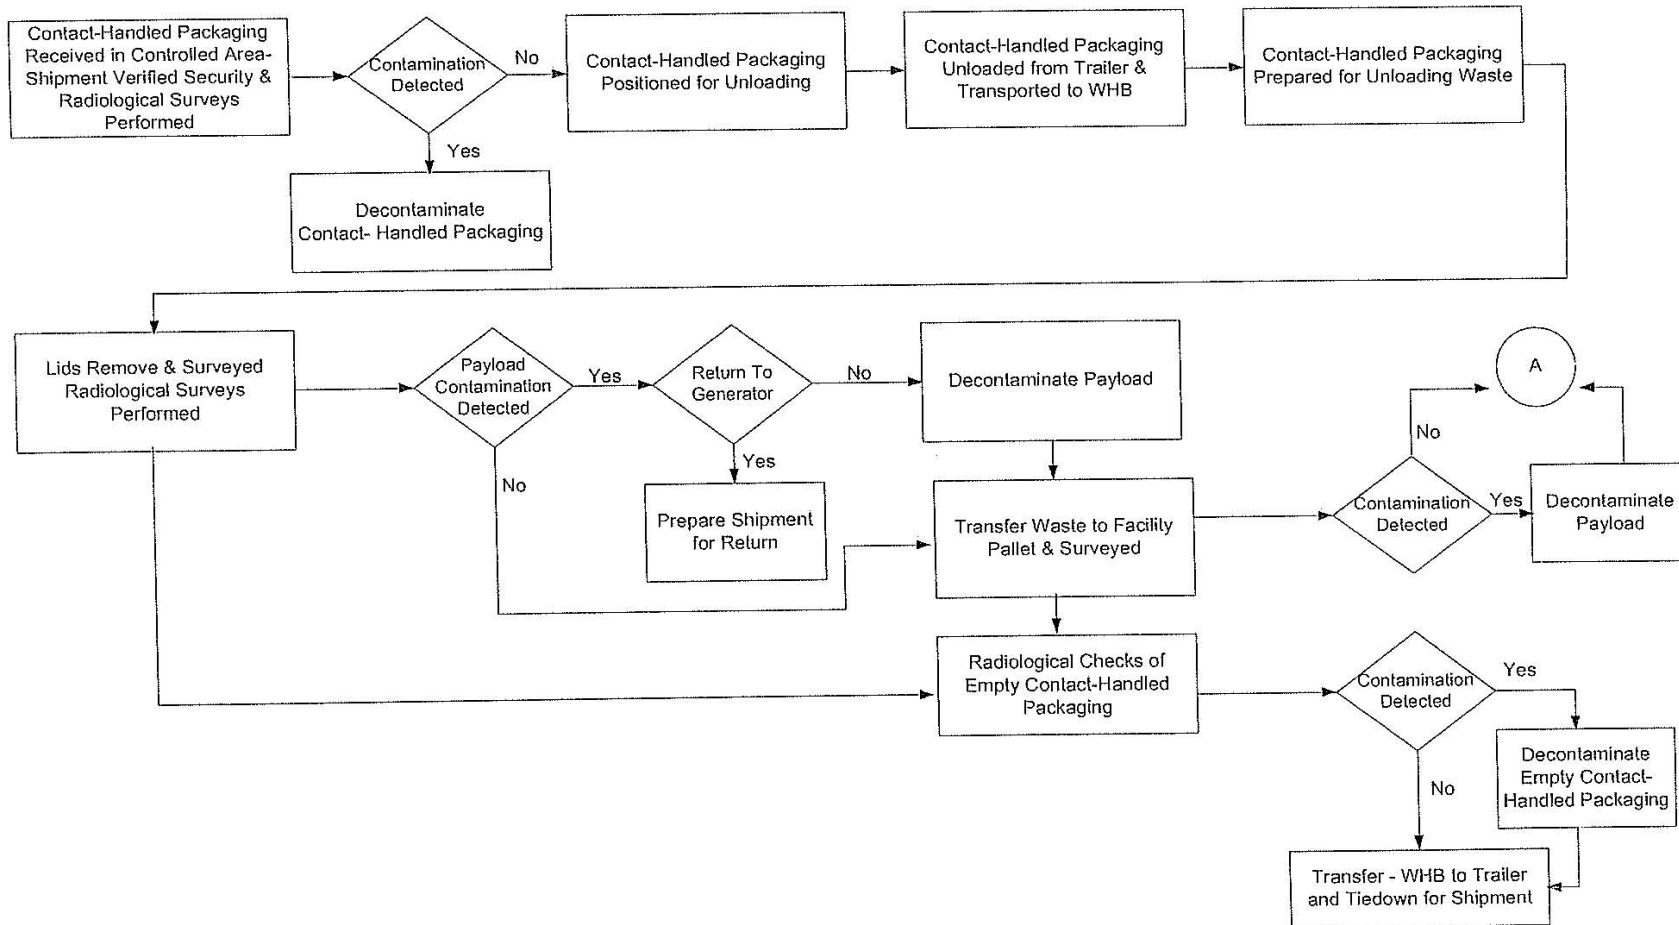 Contact-Handled Packaging
Received in Controlled Area-
Shipment Verified Security &
Radiological Surveys
Performed
Contamination
Detected
No
Yes
Contact-Handled Packaging
Positioned for Unloading
Contact-Handled Packaging
Unloaded from Trailer &
Transported to WHB
Contact-Handled Packaging
Prepared for Unloading Waste
Decontaminate
Contact- Handled Packaging
Lids Remove & Surveyed
Radiological Surveys
Performed
Payload
Contamination
Detected
Yes
No
Return To
Generator
No
Yes
Decontaminate Payload
Prepare Shipment
for Return
Transfer Waste to Facility
Pallet & Surveyed
Contamination
Detected
No
Yes
A
Decontaminate
Payload
Radiological Checks of
Empty Contact-Handled
Packaging
Contamination
Detected
Yes
No
Decontaminate
Empty Contact-
Handled Packaging
Transfer - WHB to Trailer
and Tiedown for Shipment